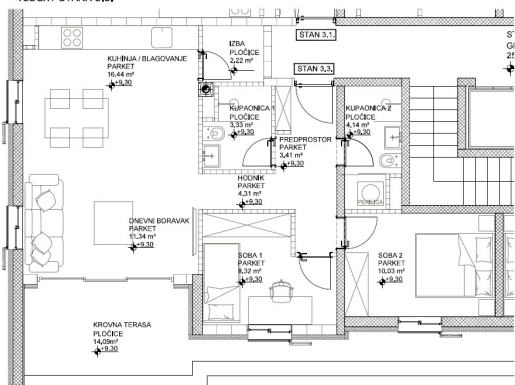 STAN 3.1.
STAN 3.3.
KUHINJA / BLAGOVANJE
PARKET
16,44 m²
+9,30
IZBA
PLOČICE
2,22 m²
+9,30
KUPAONICA 1
PLOČICE
3,33 m²
+9,30
PREDPROSTOR
PARKET
3,41 m²
+9,30
KUPAONICA 2
PLOČICE
4,14 m²
+9,30
HODNIK
PARKET
4,31 m²
+9,30
PERILICA
DNEVNI BORAVAK
PARKET
11,34 m²
+9,30
SOBA 1
PARKET
8,32 m²
+9,30
SOBA 2
PARKET
10,03 m²
+9,30
KROVNA TERASA
PLOČICE
14,09m²
+9,30